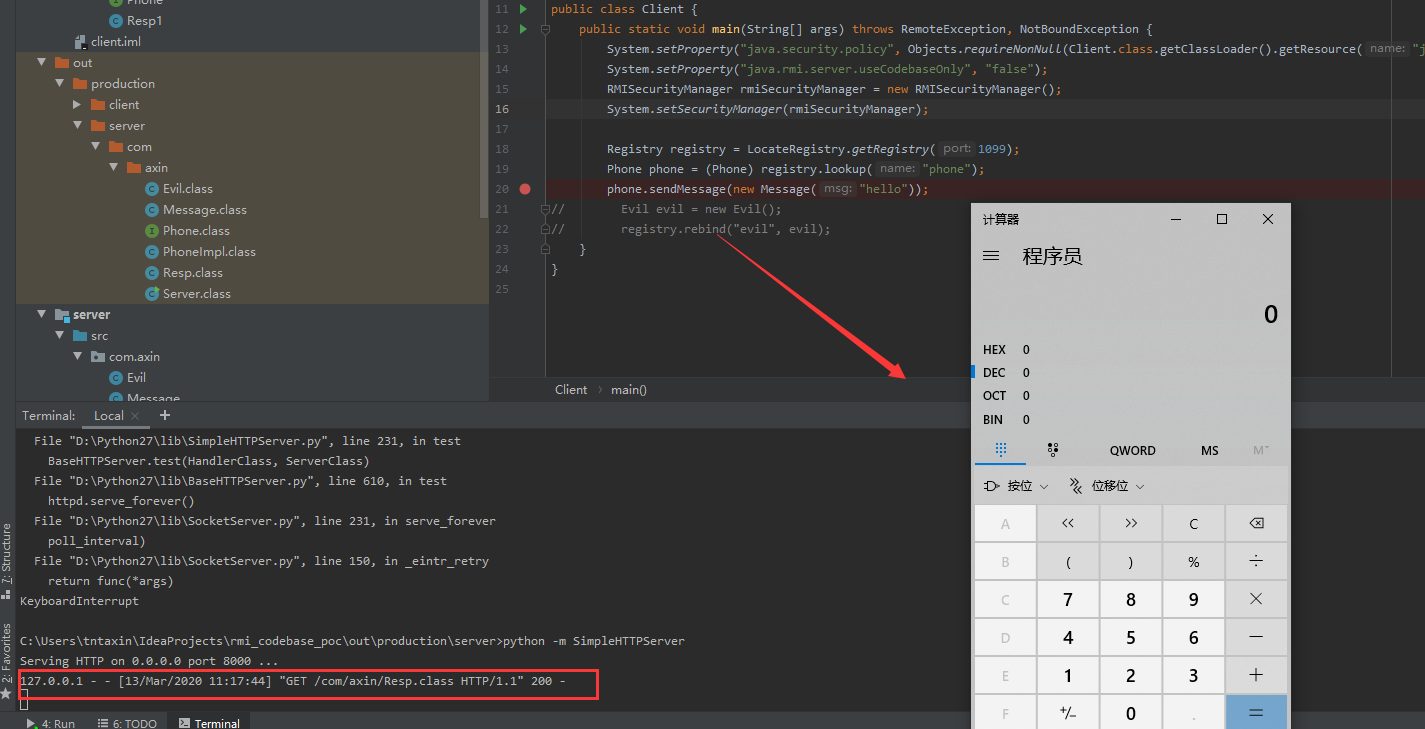 Phone
Resp1
client.iml
out
production
client
server
com
axin
Evil.class
Message.class
Phone.class
PhoneImpl.class
Resp.class
Server.class
server
src
com.axin
Evil
Message
11 public class Client {
12 public static void main(String[] args) throws RemoteException, NotBoundException {
13 System.setProperty("java.security.policy", Objects.requireNonNull(Client.class.getClassLoader().getResource( name: "j
14 System.setProperty("java.rmi.server.useCodebaseOnly", "false");
15 RMISecurityManager rmiSecurityManager = new RMISecurityManager();
16 System.setSecurityManager(rmiSecurityManager);
17
18 Registry registry = LocateRegistry.getRegistry( port: 1099);
19 Phone phone = (Phone) registry.lookup( name: "phone");
20 phone.sendMessage(new Message( msg: "hello"));
21 // Evil evil = new Evil();
22 // registry.rebind("evil", evil);
23 }
24 }
25
Client › main()
Terminal: Local × +
File "D:\Python27\lib\SimpleHTTPServer.py", line 231, in test
BaseHTTPServer.test(HandlerClass, ServerClass)
File "D:\Python27\lib\BaseHTTPServer.py", line 610, in test
httpd.serve_forever()
File "D:\Python27\lib\SocketServer.py", line 231, in serve_forever
poll_interval)
File "D:\Python27\lib\SocketServer.py", line 150, in _eintr_retry
return func(*args)
KeyboardInterrupt
C:\Users\tntaxin\IdeaProjects\rmi_codebase_poc\out\production\server>python -m SimpleHTTPServer
Serving HTTP on 0.0.0.0 port 8000 ...
127.0.0.1 - - [13/Mar/2020 11:17:44] "GET /com/axin/Resp.class HTTP/1.1" 200 -
7: Structure
2: Favorites
4: Run
6: TODO
Terminal
计算器
程序员
0
HEX 0
DEC 0
OCT 0
BIN 0
QWORD MS M
按位 位移位
A << >> C
B ( ) % ÷
C 7 8 9 ×
D 4 5 6 −
E 1 2 3 +
F +/− 0 . =